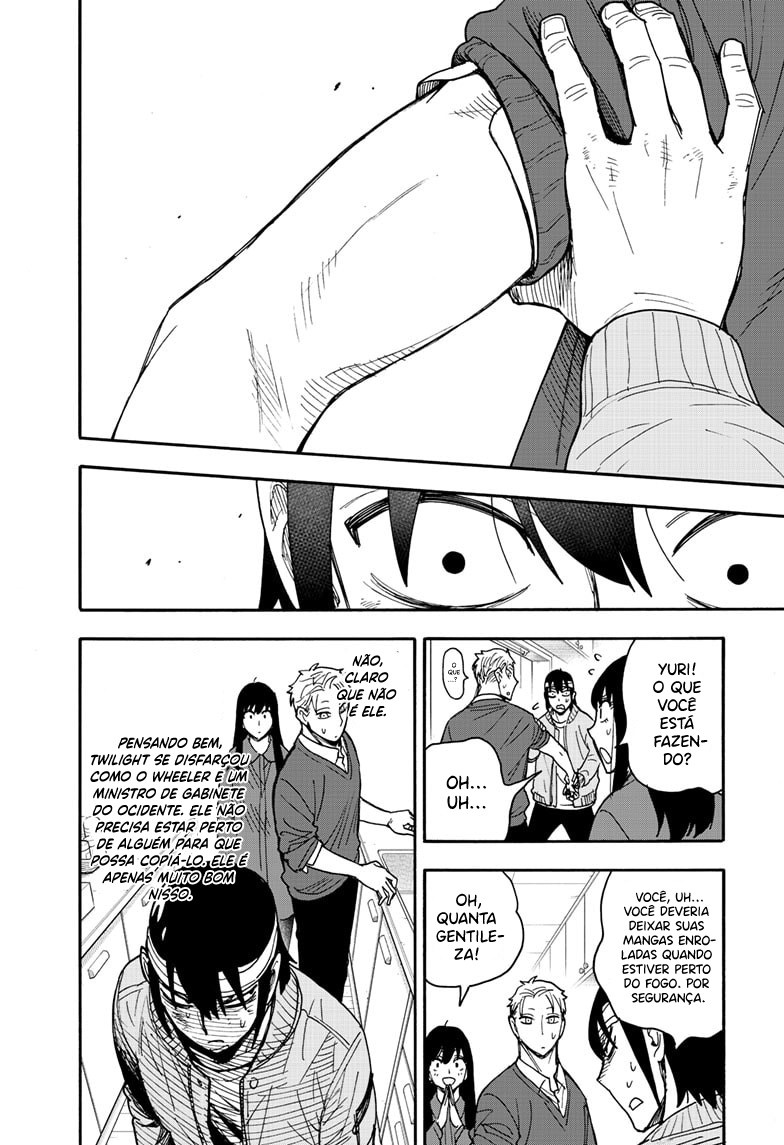 YURI!
O QUE
VOCÊ
ESTÁ
FAZEN-
DO?
O
QUE
...?
OH...
UH...
VOCÊ, UH...
VOCÊ DEVERIA
DEIXAR SUAS
MANGAS ENRO-
LADAS QUANDO
ESTIVER PERTO
DO FOGO. POR
SEGURANÇA.
OH,
QUANTA
GENTILE-
ZA!
NÃO,
CLARO
QUE NÃO
É ELE.
PENSANDO BEM,
TWILIGHT SE DISFARÇOU
COMO O WHEELER E UM
MINISTRO DE GABINETE
DO OCIDENTE. ELE NÃO
PRECISA ESTAR PERTO
DE ALGUÉM PARA QUE
POSSA COPIÁ-LO. ELE É
APENAS MUITO BOM
NISSO.